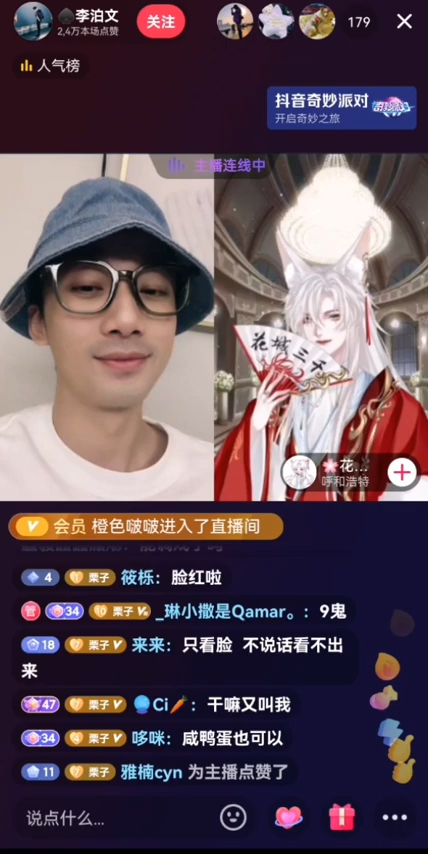 李泊文
2.4万本场点赞
关注
179
人气榜
抖音奇妙派对
开启奇妙之旅
主播连线中
花城三千
花...
呼和浩特
会员 橙色啵啵进入了直播间
4 栗子 筱栎：脸红啦
管 34 栗子 _琳小撒是Qamar。：9鬼
18 栗子 来来：只看脸 不说话看不出
来
47 栗子 Ci🥕：干嘛又叫我
34 栗子 哆咪：咸鸭蛋也可以
11 栗子 雅楠cyn 为主播点赞了
说点什么...